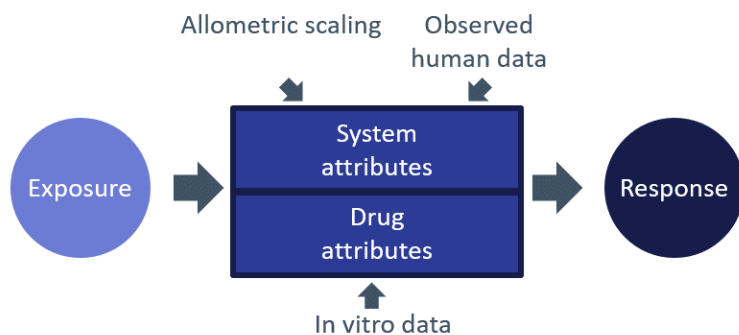 Allometric scaling
Observed
human data
System
attributes
Exposure
Response
Drug
attributes
In vitro data